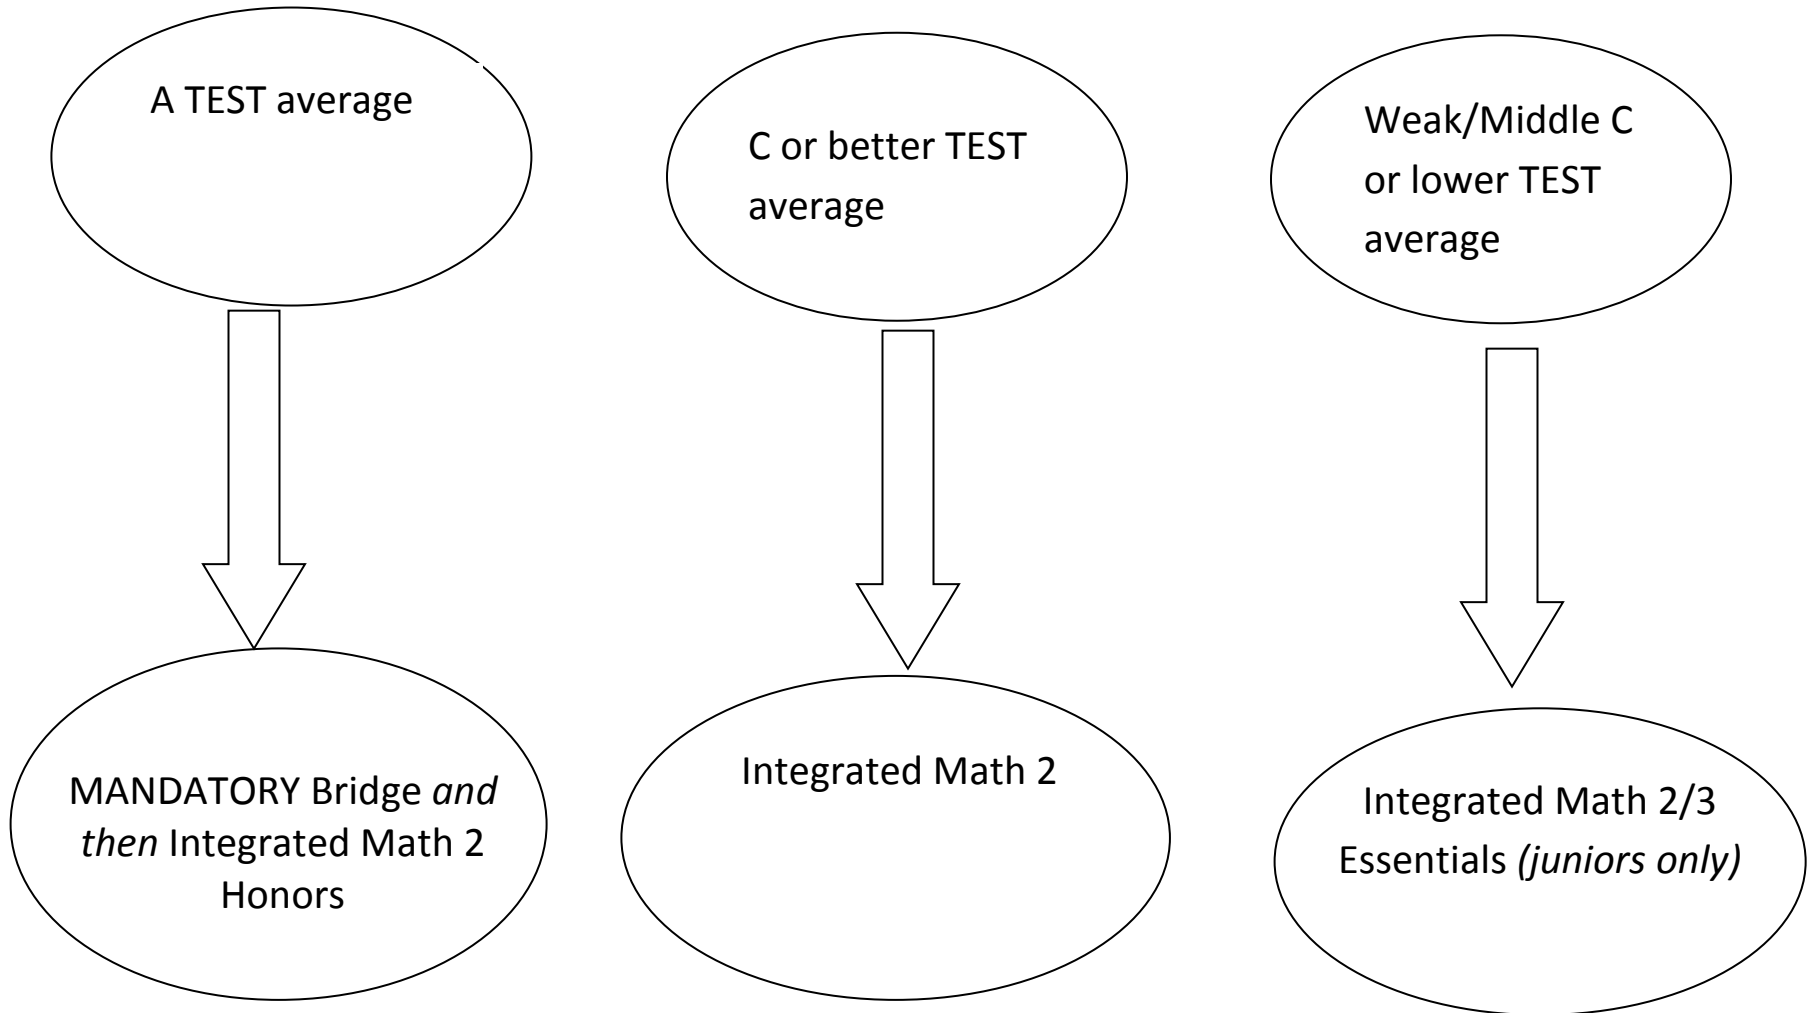 A TEST average
C or better TEST
average
Weak/Middle C
or lower TEST
average
MANDATORY Bridge and
then Integrated Math 2
Honors
Integrated Math 2
Integrated Math 2/3
Essentials (juniors only)